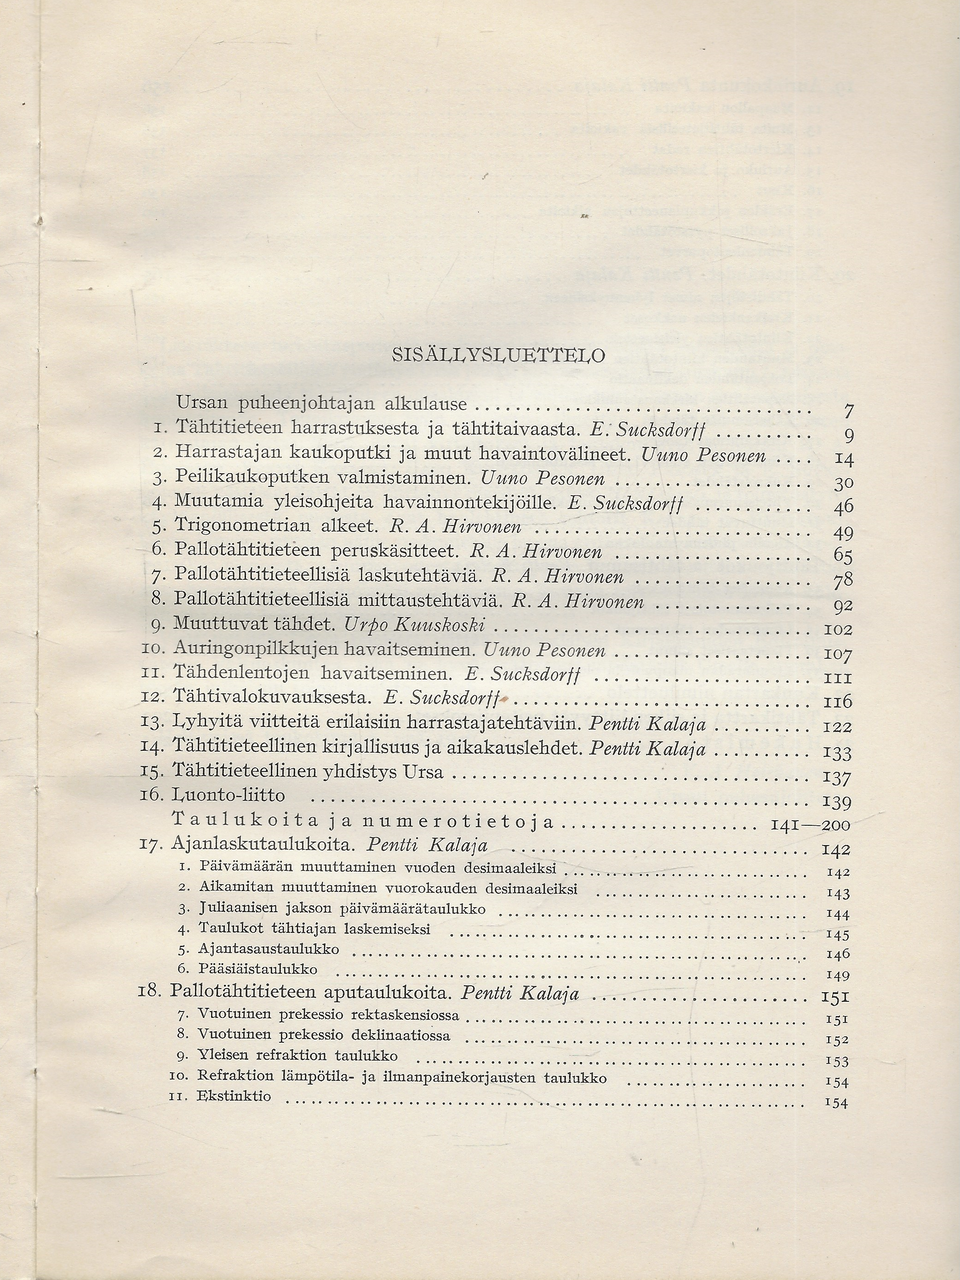 SISÄLLYSLUETTELO
Ursan puheenjohtajan alkulause ................................. 7
1. Tähtitieteen harrastuksesta ja tähtitaivaasta. E. Sucksdorff .......... 9
2. Harrastajan kaukoputki ja muut havaintovälineet. Uuno Pesonen .... 14
3. Peilikaukoputken valmistaminen. Uuno Pesonen .................... 30
4. Muutamia yleisohjeita havainnontekijöille. E. Sucksdorff ............ 46
5. Trigonometrian alkeet. R. A. Hirvonen ............................ 49
6. Pallotähtitieteen peruskäsitteet. R. A. Hirvonen .................... 65
7. Pallotähtitieteellisiä laskutehtäviä. R. A. Hirvonen .................. 78
8. Pallotähtitieteellisiä mittaustehtäviä. R. A. Hirvonen ................ 92
9. Muuttuvat tähdet. Urpo Kuuskoski ................................ 102
10. Auringonpilkkujen havaitseminen. Uuno Pesonen .................... 107
11. Tähdenlentojen havaitseminen. E. Sucksdorff ...................... 111
12. Tähtivalokuvauksesta. E. Sucksdorff .............................. 116
13. Lyhyitä viitteitä erilaisiin harrastajatehtäviin. Pentti Kalaja .......... 122
14. Tähtitieteellinen kirjallisuus ja aikakauslehdet. Pentti Kalaja .......... 133
15. Tähtitieteellinen yhdistys Ursa .................................... 137
16. Luonto-liitto .................................................. 139
Taulukoita ja numerotietoja .................... 141—200
17. Ajanlaskutaulukoita. Pentti Kalaja .............................. 142
1. Päivämäärän muuttaminen vuoden desimaaleiksi .......................... 142
2. Aikamitan muuttaminen vuorokauden desimaaleiksi ...................... 143
3. Juliaanisen jakson päivämäärätaulukko .................................. 144
4. Taulukot tähtiajan laskemiseksi ........................................ 145
5. Ajantasaustaulukko .................................................... 146
6. Pääsiäistaulukko ...................................................... 149
18. Pallotähtitieteen aputaulukoita. Pentti Kalaja ...................... 151
7. Vuotuinen prekessio rektaskensiossa .................................... 151
8. Vuotuinen prekessio deklinaatiossa ...................................... 152
9. Yleisen refraktion taulukko ............................................ 153
10. Refraktion lämpötila- ja ilmanpainekorjausten taulukko .................. 154
11. Ekstinktio ............................................................ 154